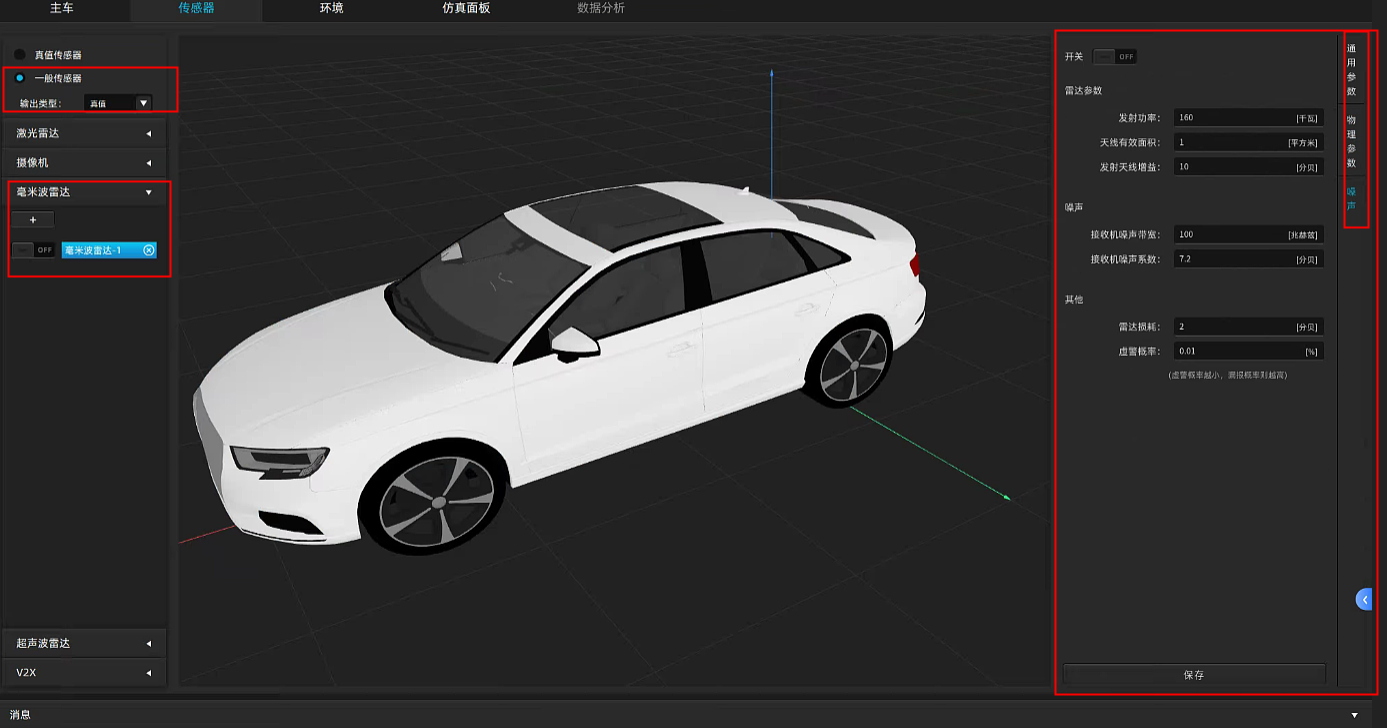 主车 传感器 环境 仿真面板 数据分析
真值传感器
一般传感器
输出类型： 真值
激光雷达
摄像机
毫米波雷达
+
OFF 毫米波雷达-1
超声波雷达
V2X
开关 OFF
雷达参数
发射功率： 160 [千瓦]
天线有效面积： 1 [平方米]
发射天线增益： 10 [分贝]
噪声
接收机噪声带宽： 100 [兆赫兹]
接收机噪声系数： 7.2 [分贝]
其他
雷达损耗： 2 [分贝]
虚警概率： 0.01 [%]
(虚警概率越小，漏报概率则越高)
保存
通用参数
物理参数
噪声
消息